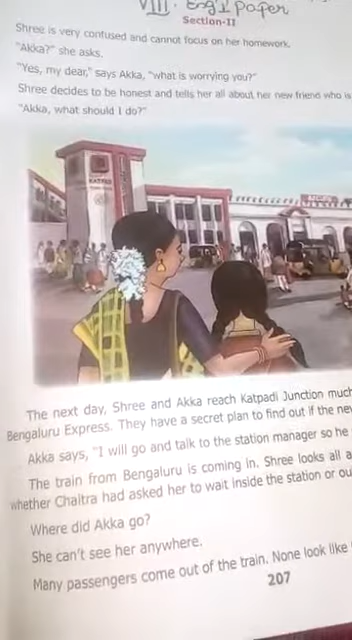 VIII. Eng II paper
Section-II
Shree is very confused and cannot focus on her homework.
"Akka?" she asks.
"Yes, my dear," says Akka, "what is worrying you?"
Shree decides to be honest and tells her all about her new friend who is
"Akka, what should I do?"
The next day, Shree and Akka reach Katpadi Junction much
Bengaluru Express. They have a secret plan to find out if the new
Akka says, "I will go and talk to the station manager so he
The train from Bengaluru is coming in. Shree looks all a
whether Chaitra had asked her to wait inside the station or ou
Where did Akka go?
She can't see her anywhere.
Many passengers come out of the train. None look like
207